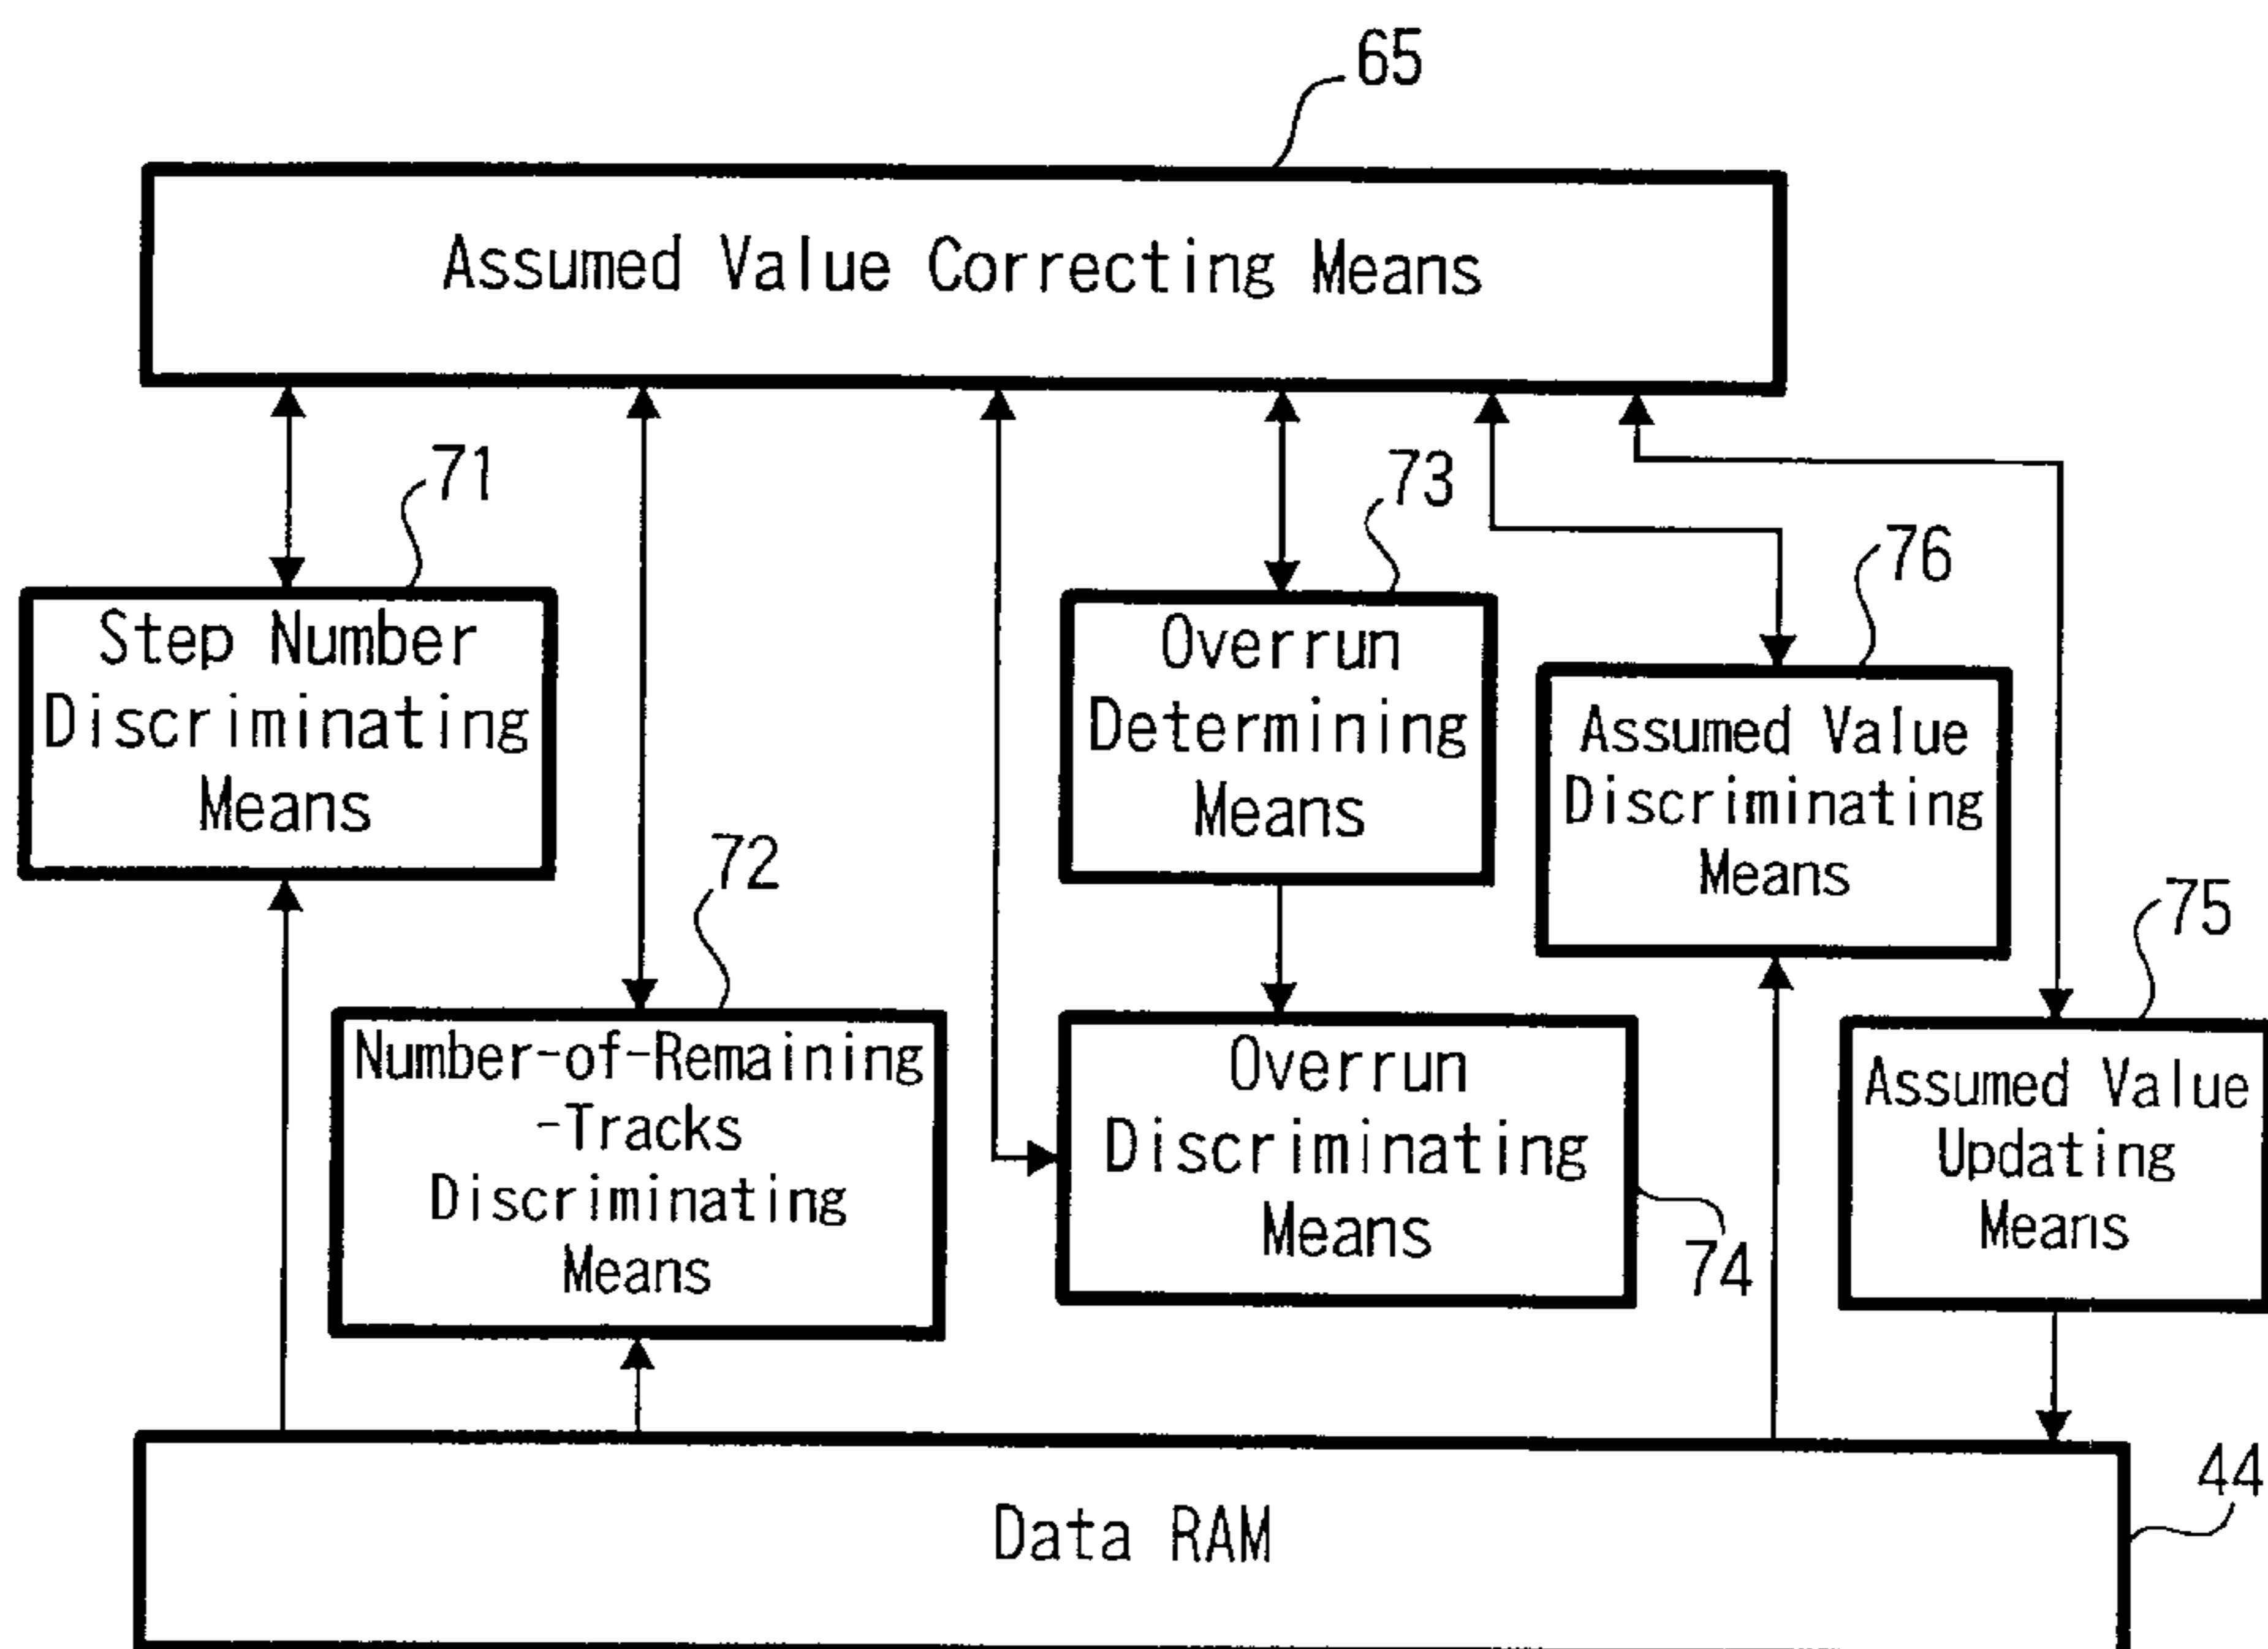 65
Assumed Value Correcting Means
71
Step Number
Discriminating
Means
72
Number-of-Remaining
-Tracks
Discriminating
Means
73
Overrun
Determining
Means
Overrun
Discriminating
Means
74
76
Assumed Value
Discriminating
Means
75
Assumed Value
Updating
Means
Data RAM
44